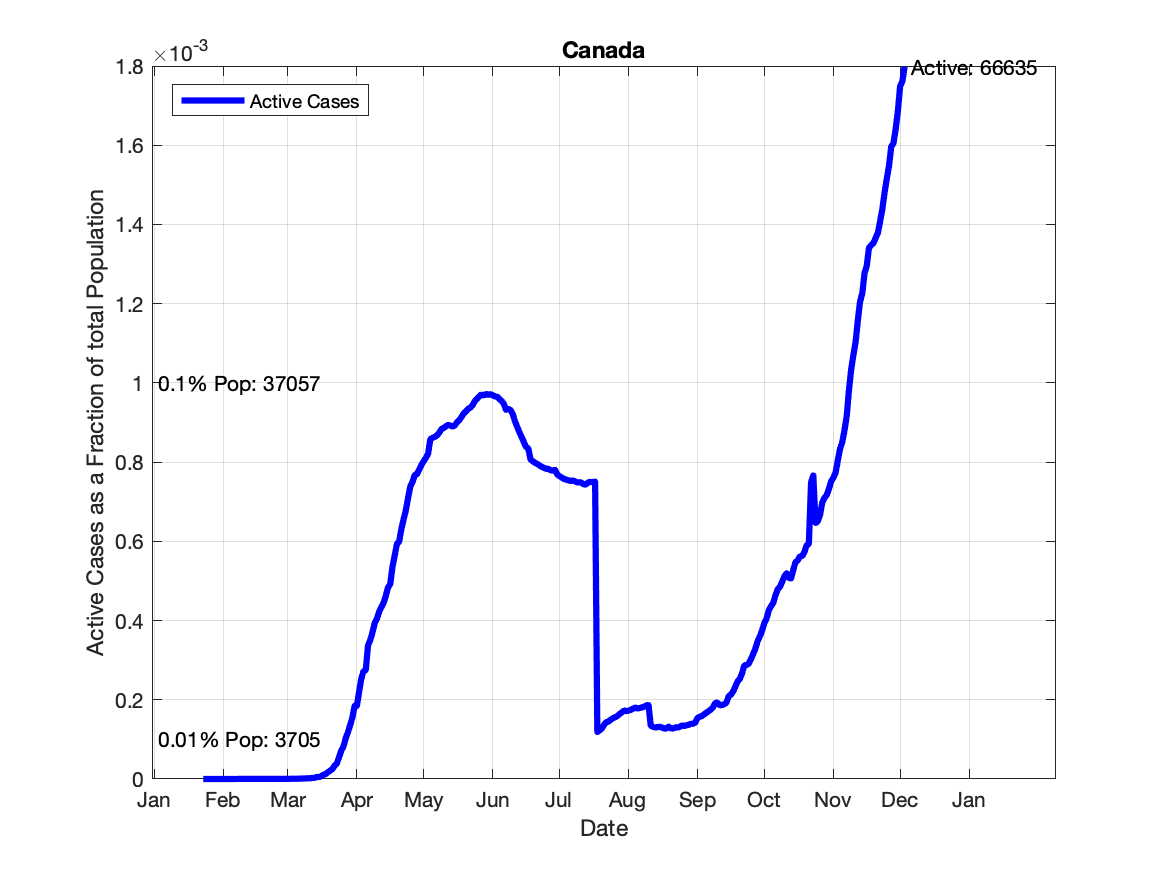 Canada
×10-3
Active Cases
Active: 66635
0.1% Pop: 37057
0.01% Pop: 3705
1.8
1.6
1.4
1.2
1
0.8
0.6
0.4
0.2
0
Active Cases as a Fraction of total Population
Jan Feb Mar Apr May Jun Jul Aug Sep Oct Nov Dec Jan
Date